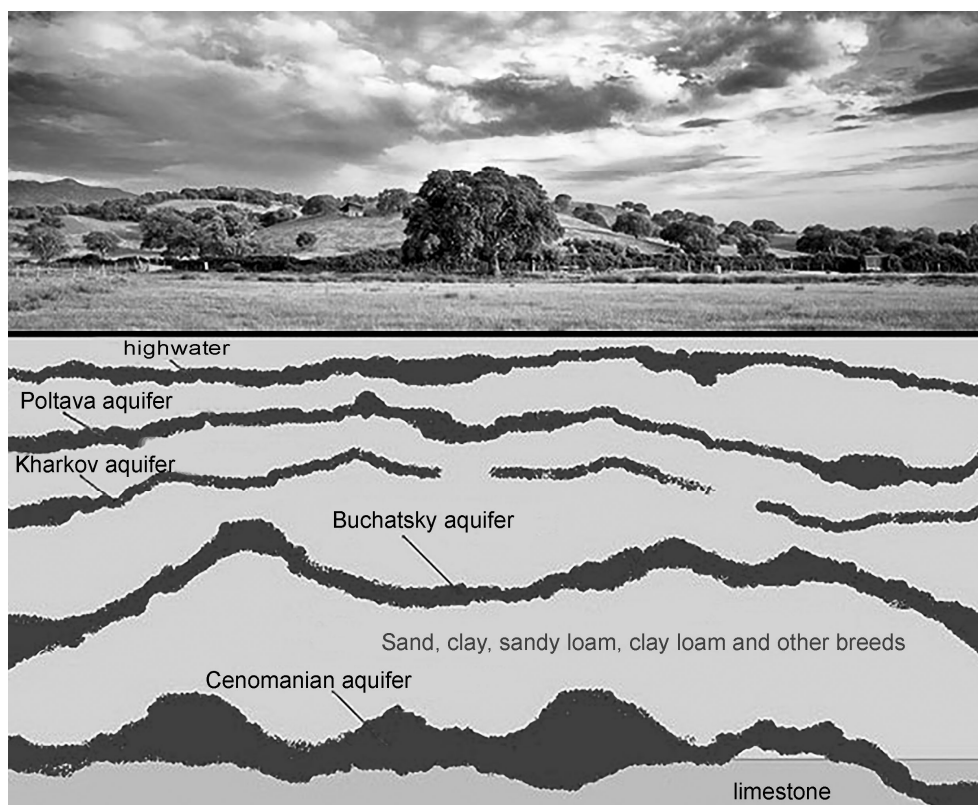 highwater
Poltava aquifer
Kharkov aquifer
Buchatsky aquifer
Sand, clay, sandy loam, clay loam and other breeds
Cenomanian aquifer
limestone